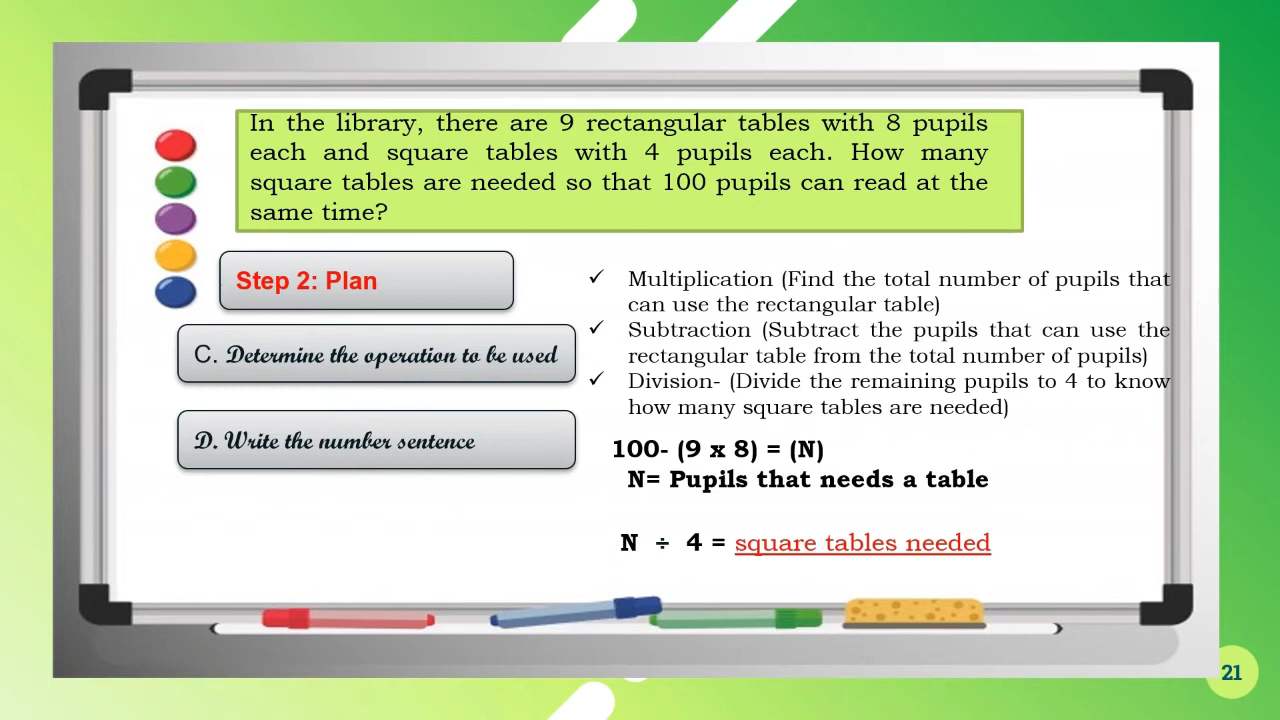 In the library, there are 9 rectangular tables with 8 pupils
each and square tables with 4 pupils each. How many
square tables are needed so that 100 pupils can read at the
same time?
Step 2: Plan
C. Determine the operation to be used
✓ Multiplication (Find the total number of pupils that
can use the rectangular table)
✓ Subtraction (Subtract the pupils that can use the
rectangular table from the total number of pupils)
✓ Division- (Divide the remaining pupils to 4 to know
how many square tables are needed)
D. Write the number sentence
100- (9 x 8) = (N)
N= Pupils that needs a table
N ÷ 4 = square tables needed
21